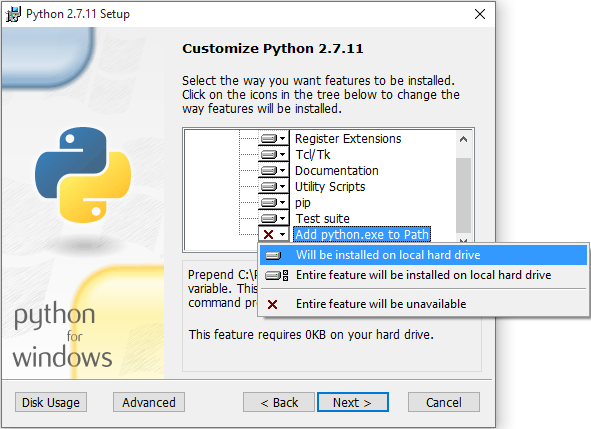 Python 2.7.11 Setup
Customize Python 2.7.11
Select the way you want features to be installed.
Click on the icons in the tree below to change the
way features will be installed.
Register Extensions
Tcl/Tk
Documentation
Utility Scripts
pip
Test suite
Add python.exe to Path
Will be installed on local hard drive
Entire feature will be installed on local hard drive
Entire feature will be unavailable
Prepend C:\
variable. This
command
This feature requires 0KB on your hard drive.
python
for
windows
Disk Usage
Advanced
< Back
Next >
Cancel